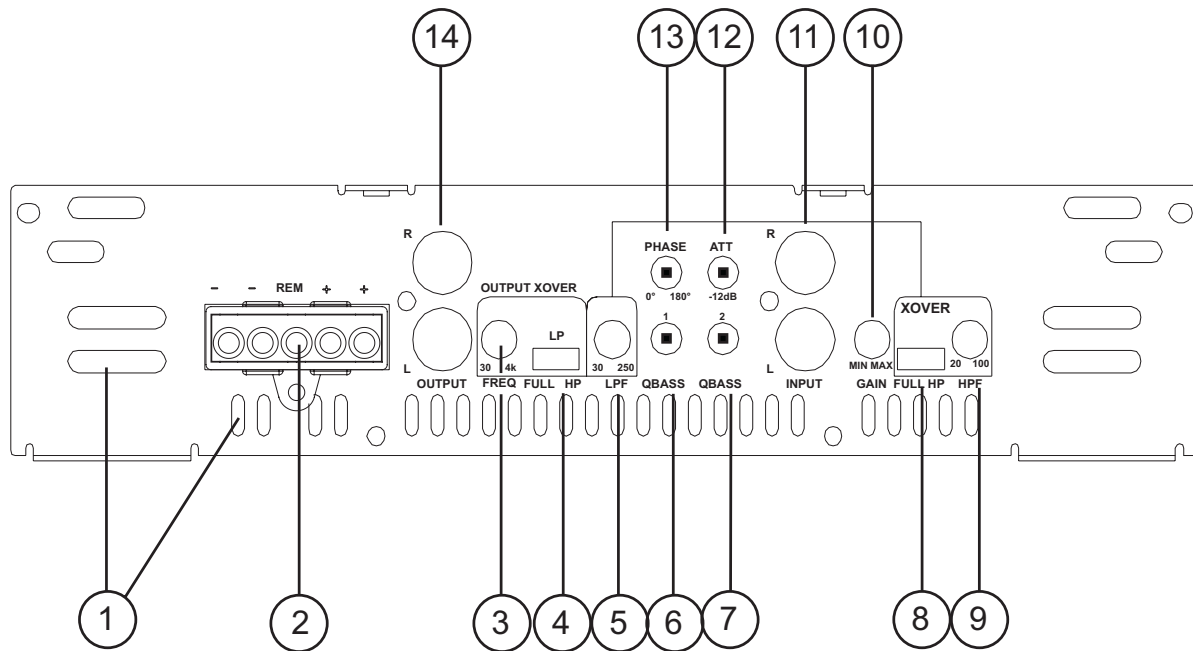 14 13 12 11 10
R PHASE ATT R
0° 180° -12dB
- - REM + + OUTPUT XOVER XOVER
1 2
LP
L 30 4k 30 250 L MIN MAX 20 100
OUTPUT FREQ FULL HP LPF QBASS QBASS INPUT GAIN FULL HP HPF
1 2 3 4 5 6 7 8 9